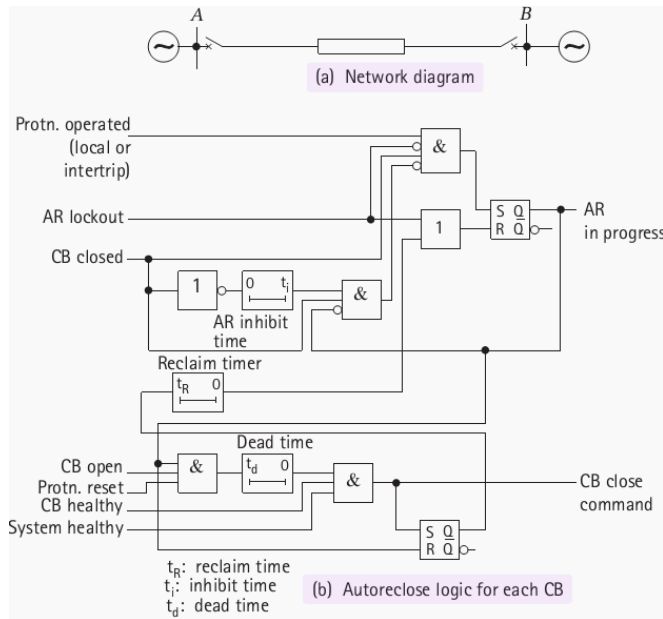 A
B
~
~
(a) Network diagram
Protn. operated
(local or
intertrip)
&
AR lockout
1
S Q
R Q
AR
in progress
CB closed
1
0 ti
&
AR inhibit
time
Reclaim timer
tR 0
Dead time
CB open
Protn. reset
&
td 0
&
CB healthy
System healthy
CB close
command
S Q
R Q
tR: reclaim time
ti: inhibit time
td: dead time
(b) Autoreclose logic for each CB